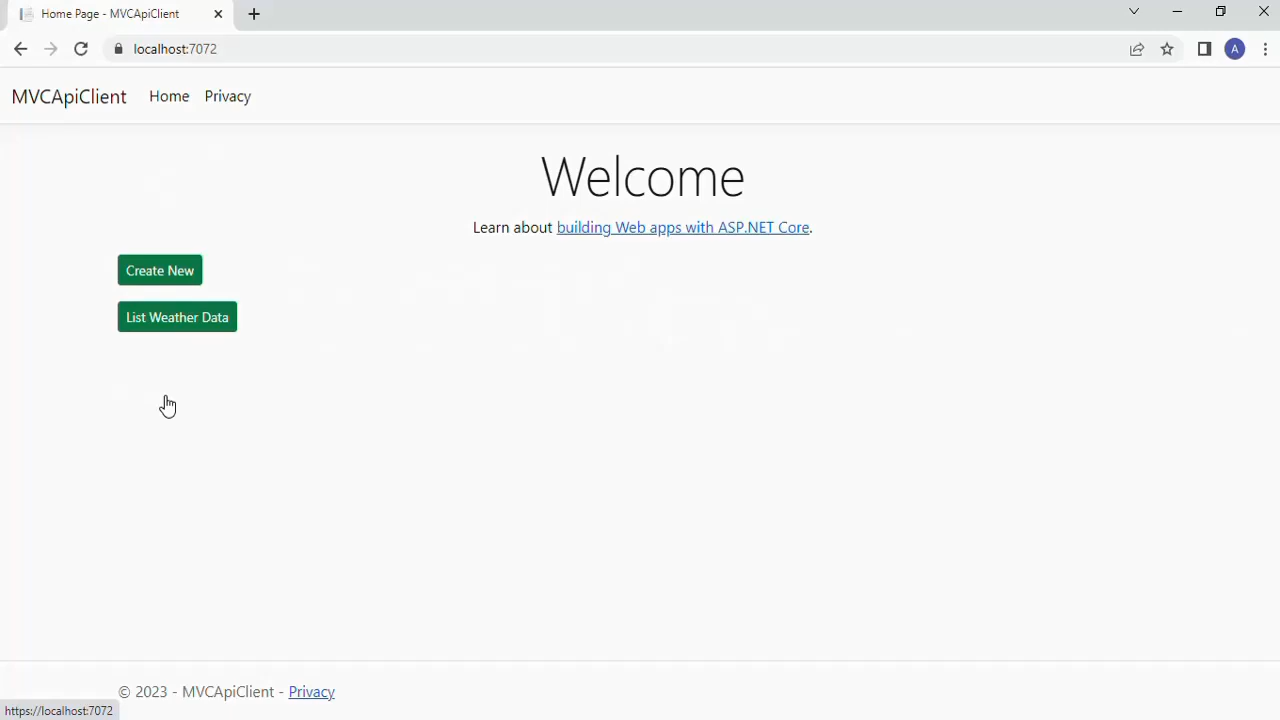 Home Page - MVCApiClient
localhost:7072
A
MVCApiClient Home Privacy
Welcome
Learn about building Web apps with ASP.NET Core.
Create New
List Weather Data
© 2023 - MVCApiClient - Privacy
https://localhost:7072